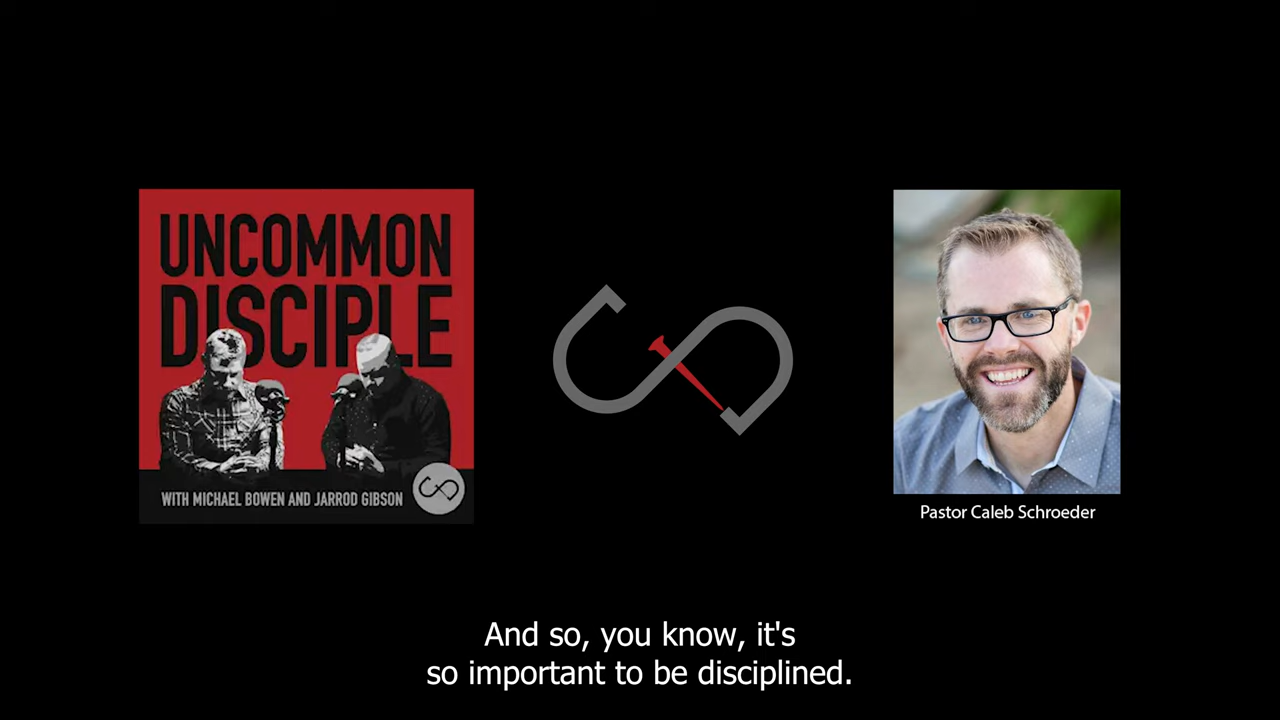 UNCOMMON
DISCIPLE
WITH MICHAEL BOWEN AND JARROD GIBSON
Pastor Caleb Schroeder
And so, you know, it's
so important to be disciplined.